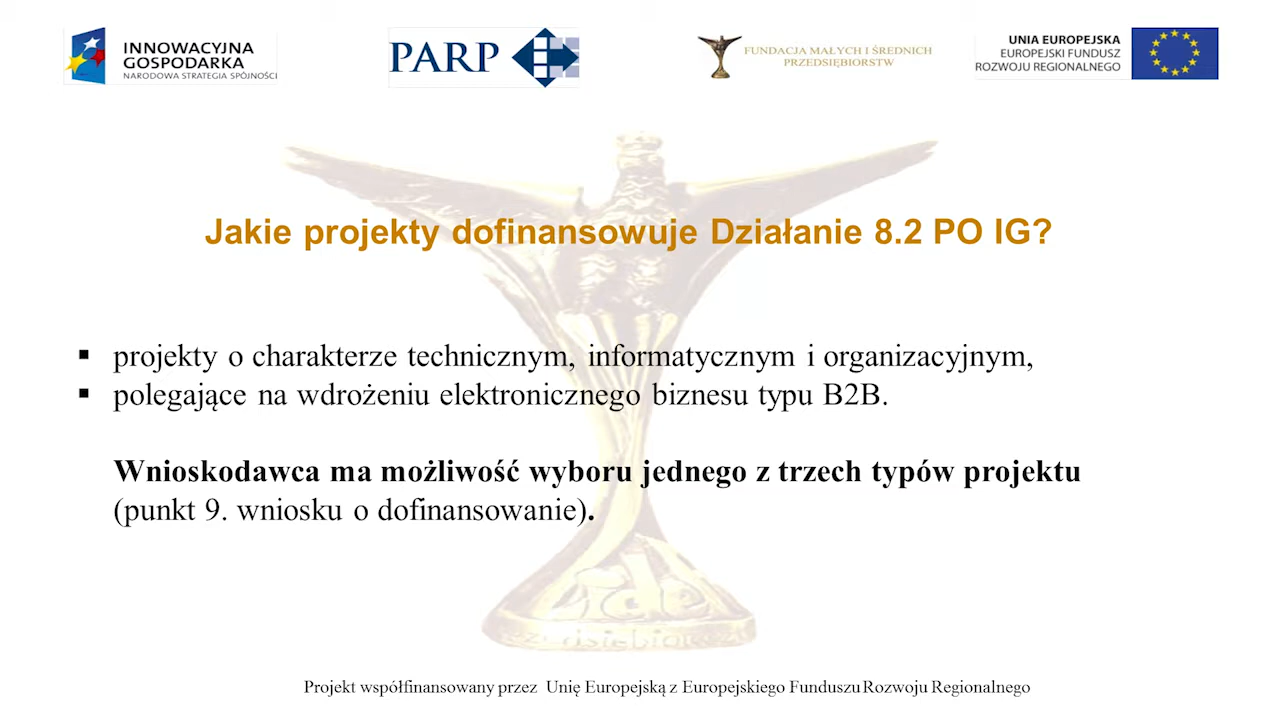 INNOWACYJNA
GOSPODARKA
NARODOWA STRATEGIA SPÓJNOŚCI
PARP
FUNDACJA MAŁYCH I ŚREDNICH
PRZEDSIĘBIORSTW
UNIA EUROPEJSKA
EUROPEJSKI FUNDUSZ
ROZWOJU REGIONALNEGO
Jakie projekty dofinansowuje Działanie 8.2 PO IG?
▪ projekty o charakterze technicznym, informatycznym i organizacyjnym,
▪ polegające na wdrożeniu elektronicznego biznesu typu B2B.
Wnioskodawca ma możliwość wyboru jednego z trzech typów projektu
(punkt 9. wniosku o dofinansowanie).
Projekt współfinansowany przez Unię Europejską z Europejskiego Funduszu Rozwoju Regionalnego